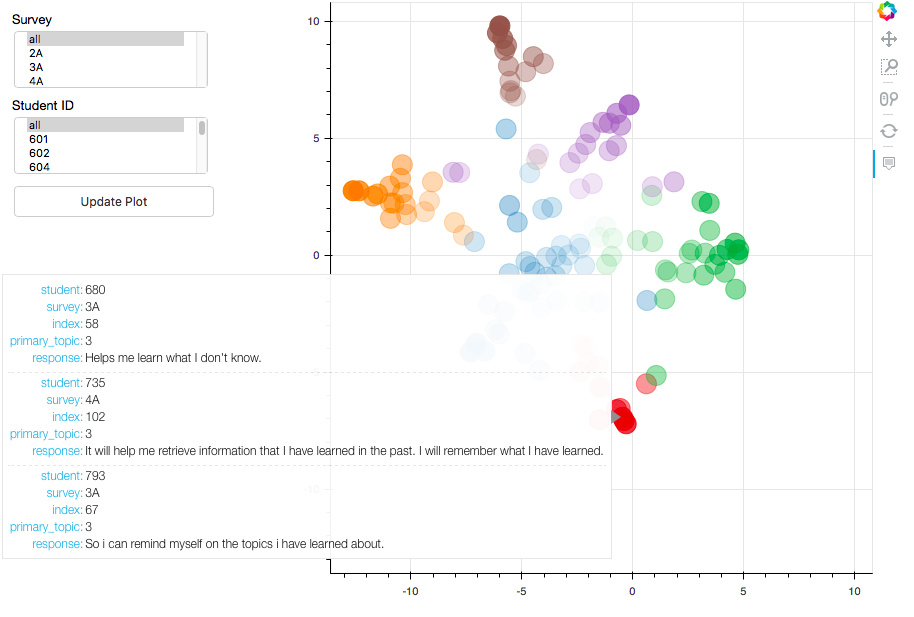 Survey
all
2A
3A
4A
Student ID
all
601
602
604
Update Plot
student: 680
survey: 3A
index: 58
primary_topic: 3
response: Helps me learn what I don't know.
student: 735
survey: 4A
index: 102
primary_topic: 3
response: It will help me retrieve information that I have learned in the past. I will remember what I have learned.
student: 793
survey: 3A
index: 67
primary_topic: 3
response: So i can remind myself on the topics i have learned about.
10
5
0
-10
-10
-5
0
5
10